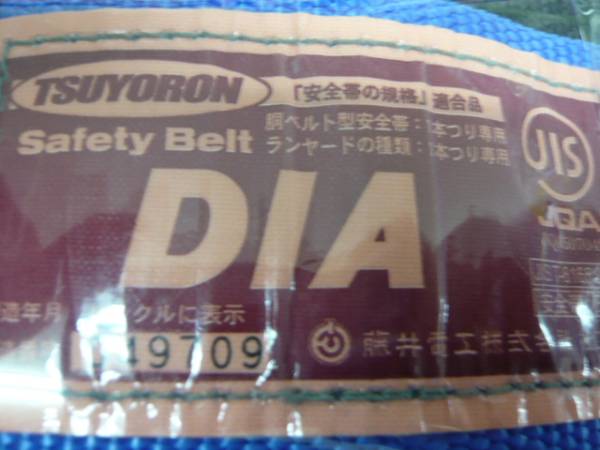 TSUYORON
「安全帯の規格」適合品
Safety Belt
胴ベルト型安全帯：1本つり専用
ランヤードの種類：1本つり専用
JIS
DIA
JQA
クルに表示
49709
藤井電工株式会